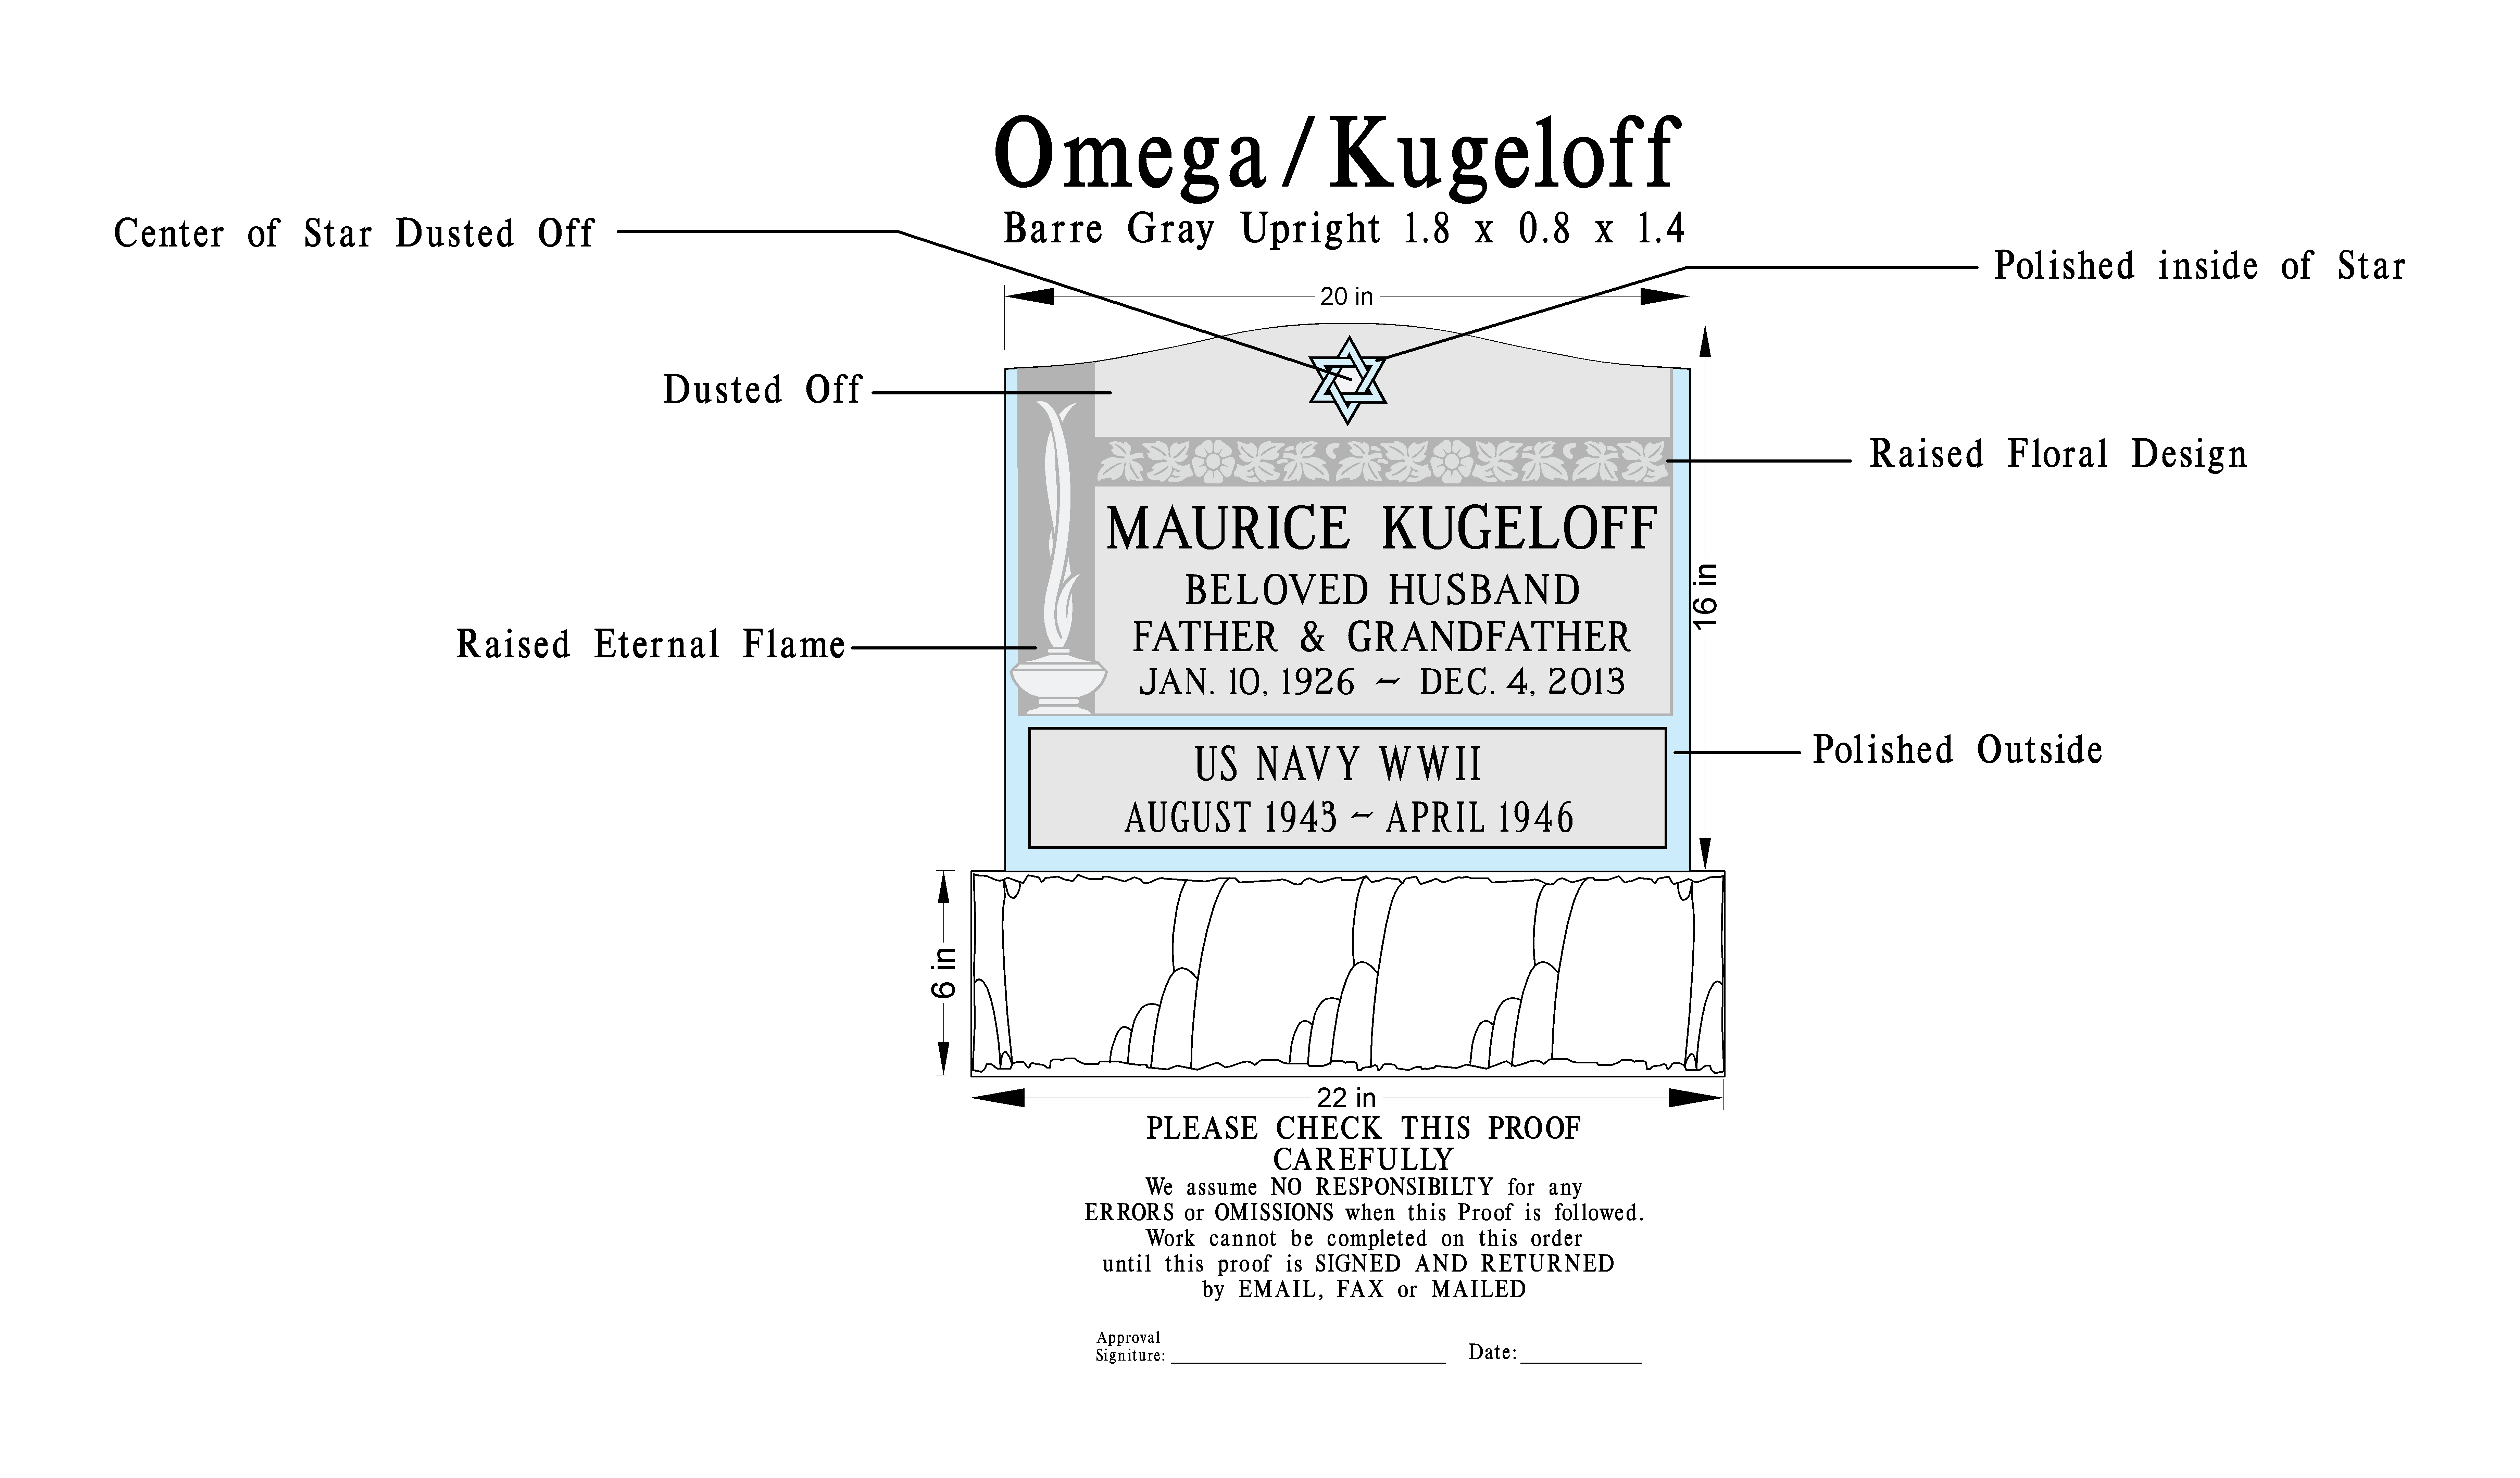 Omega/Kugeloff
Barre Gray Upright 1.8 x 0.8 x 1.4
Center of Star Dusted Off
Polished inside of Star
20 in
Dusted Off
Raised Floral Design
MAURICE KUGELOFF
BELOVED HUSBAND
FATHER & GRANDFATHER
JAN. 10, 1926 ~ DEC. 4, 2013
16 in
Raised Eternal Flame
Polished Outside
US NAVY WWII
AUGUST 1943 ~ APRIL 1946
6 in
22 in
PLEASE CHECK THIS PROOF
CAREFULLY
We assume NO RESPONSIBILTY for any
ERRORS or OMISSIONS when this Proof is followed.
Work cannot be completed on this order
until this proof is SIGNED AND RETURNED
by EMAIL, FAX or MAILED
Approval
Signiture: Date: